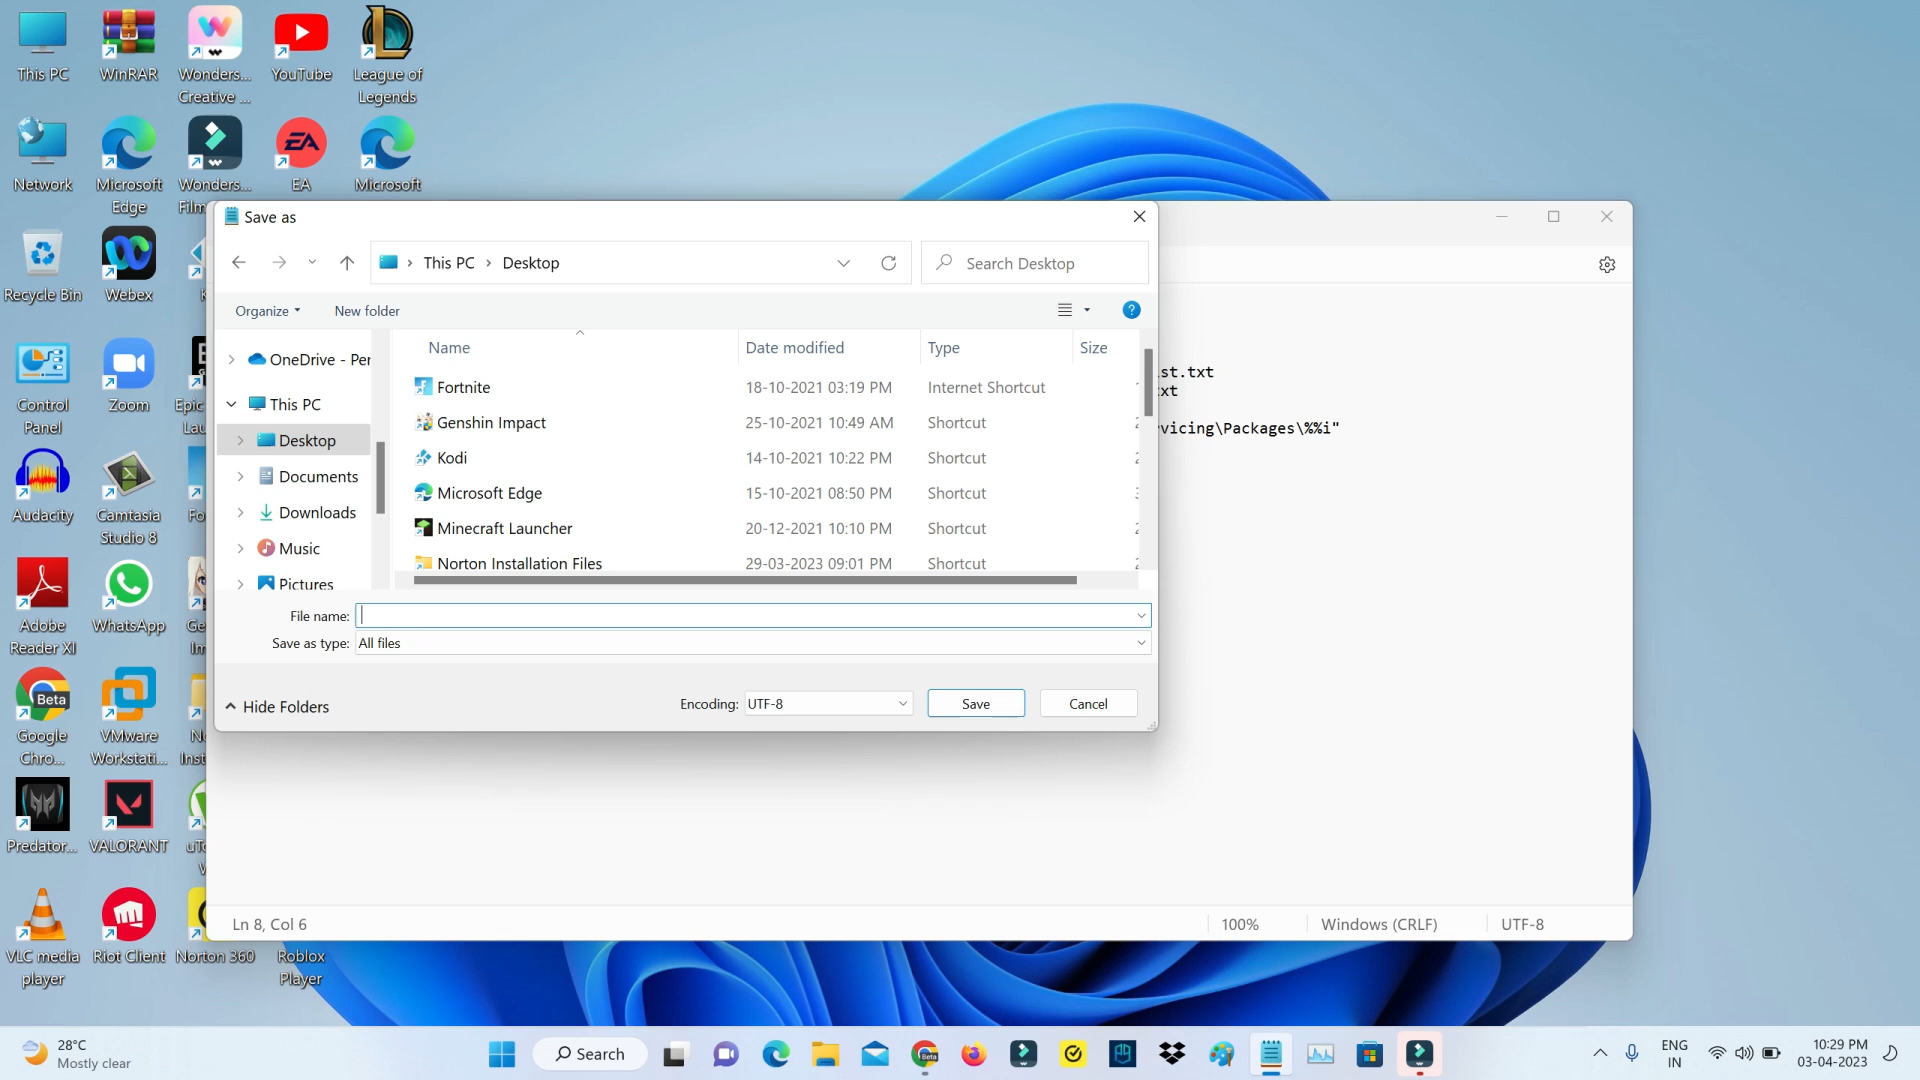 This PC
WinRAR
Wonders...
Creative ...
YouTube
League of
Legends
Network
Microsoft
Edge
Wonders...
EA
EA
Microsoft
Save as
This PC
Desktop
Search Desktop
Recycle Bin
Webex
Organize
New folder
?
Name
Date modified
Type
Size
OneDrive - Per
This PC
Desktop
Documents
Downloads
Music
Pictures
Fortnite
18-10-2021 03:19 PM
Internet Shortcut
Genshin Impact
25-10-2021 10:49 AM
Shortcut
Kodi
14-10-2021 10:22 PM
Shortcut
Microsoft Edge
15-10-2021 08:50 PM
Shortcut
Minecraft Launcher
20-12-2021 10:10 PM
Shortcut
Norton Installation Files
29-03-2023 09:01 PM
Shortcut
st.txt
xt
vicing\Packages\%%i"
File name:
Save as type:
All files
Hide Folders
Encoding:
UTF-8
Save
Cancel
Control
Panel
Zoom
Epic
Audacity
Camtasia
Studio 8
Adobe
Reader XI
WhatsApp
Beta
Google
Chro...
VMware
Workstati...
Predator...
VALORANT
VLC media
player
Riot Client
Norton 360
Roblox
Player
Ln 8, Col 6
100%
Windows (CRLF)
UTF-8
28°C
Mostly clear
Search
Beta
ENG
IN
10:29 PM
03-04-2023